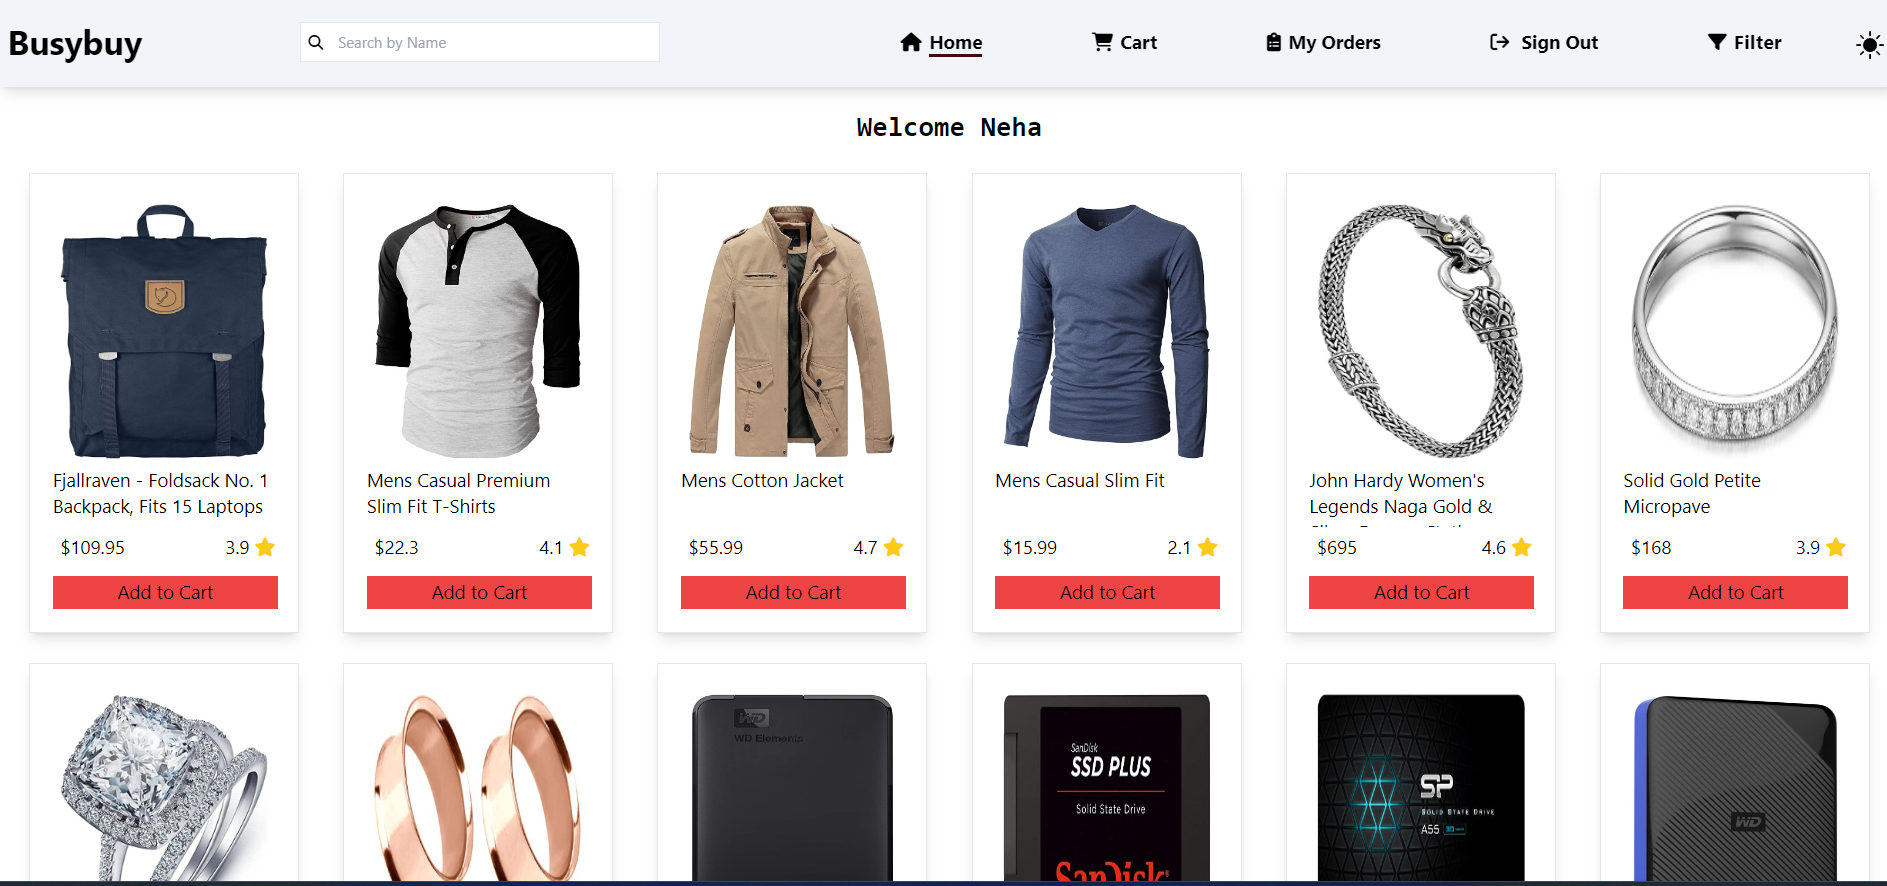 Busybuy
Search by Name
Home
Cart
My Orders
Sign Out
Filter
Welcome Neha
Fjallraven - Foldsack No. 1
Backpack, Fits 15 Laptops
$109.95
3.9
Add to Cart
Mens Casual Premium
Slim Fit T-Shirts
$22.3
4.1
Add to Cart
Mens Cotton Jacket
$55.99
4.7
Add to Cart
Mens Casual Slim Fit
$15.99
2.1
Add to Cart
John Hardy Women's
Legends Naga Gold &
$695
4.6
Add to Cart
Solid Gold Petite
Micropave
$168
3.9
Add to Cart
WD
WD Elements
SanDisk
SSD PLUS
Solid State Drive
SanDisk
SP
SOLID STATE DRIVE
A55
WD